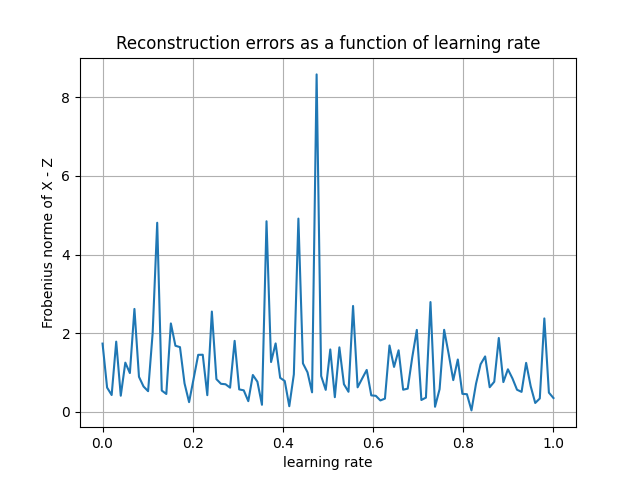 Reconstruction errors as a function of learning rate
Frobenius norme of X - Z
8
6
4
2
0
0.0 0.2 0.4 0.6 0.8 1.0
learning rate